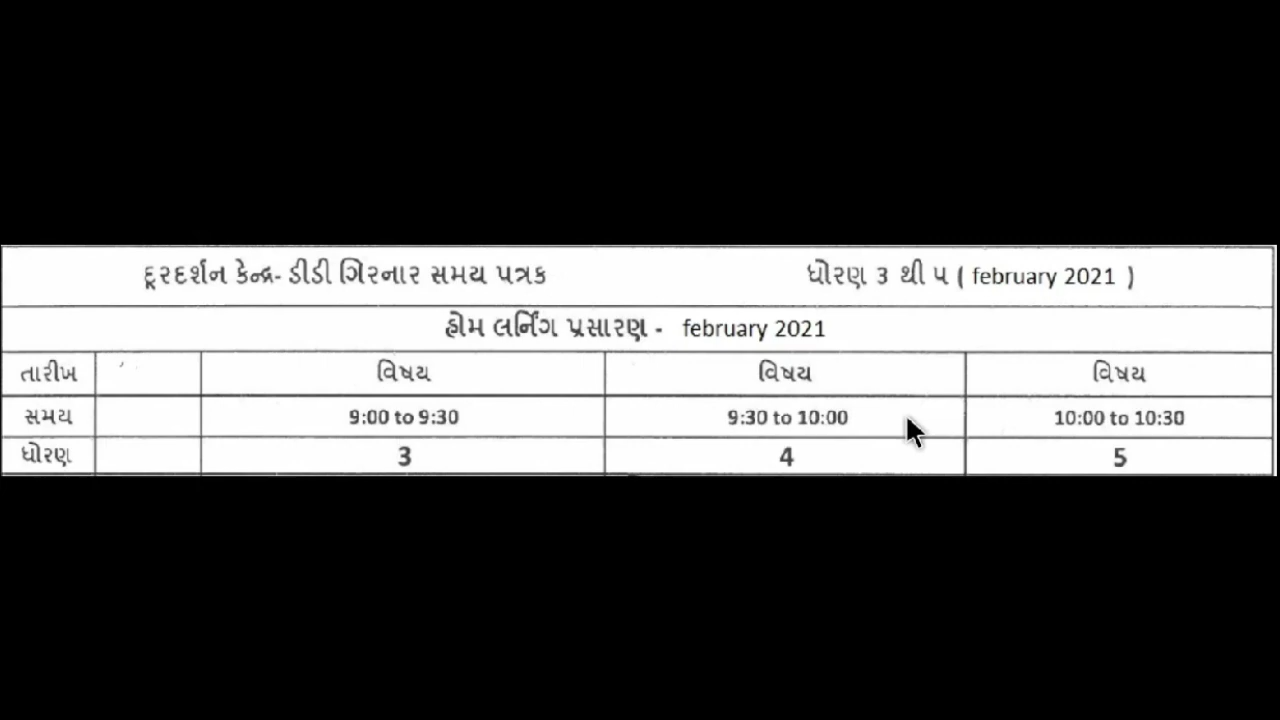 દૂરદર્શન કેન્દ્ર- ડીડી ગિરનાર સમય પત્રક ધોરણ ૩ થી ૫ ( february 2021 )
હોમ લર્નિંગ પ્રસારણ - february 2021
તારીખ વિષય વિષય વિષય
સમય 9:00 to 9:30 9:30 to 10:00 10:00 to 10:30
ધોરણ 3 4 5